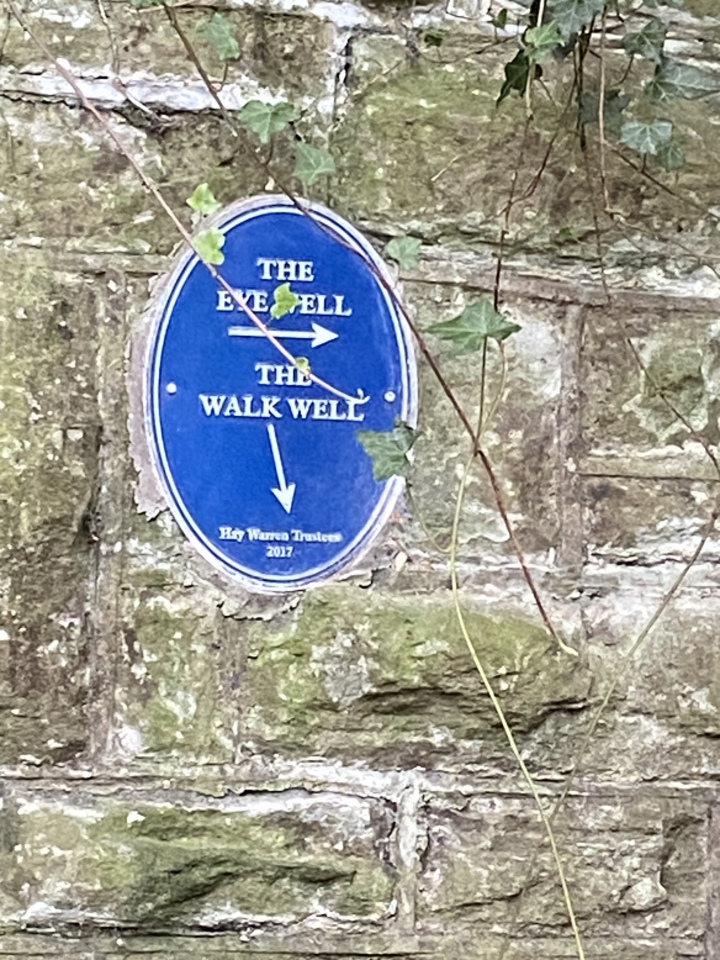 THE
EYE WELL
THE
WALK WELL
Hay Warren Trustees
2017